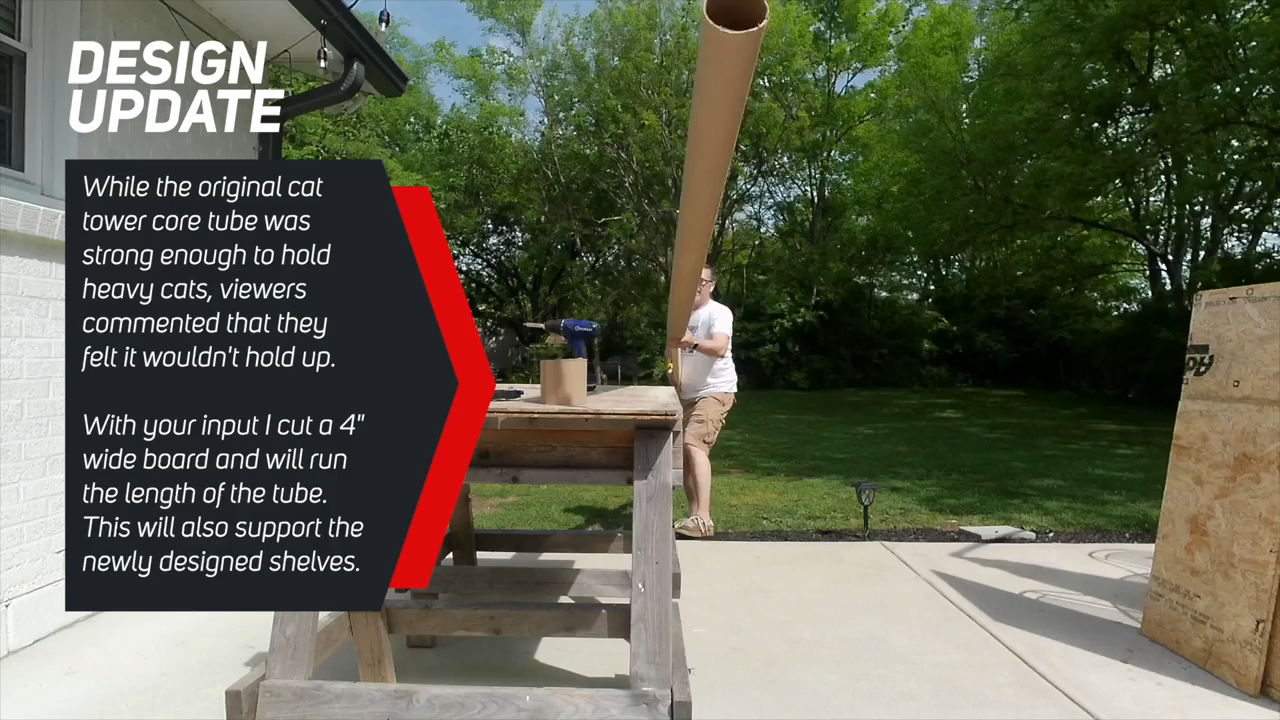 DESIGN
UPDATE
While the original cat
tower core tube was
strong enough to hold
heavy cats, viewers
commented that they
felt it wouldn't hold up.
With your input I cut a 4"
wide board and will run
the length of the tube.
This will also support the
newly designed shelves.